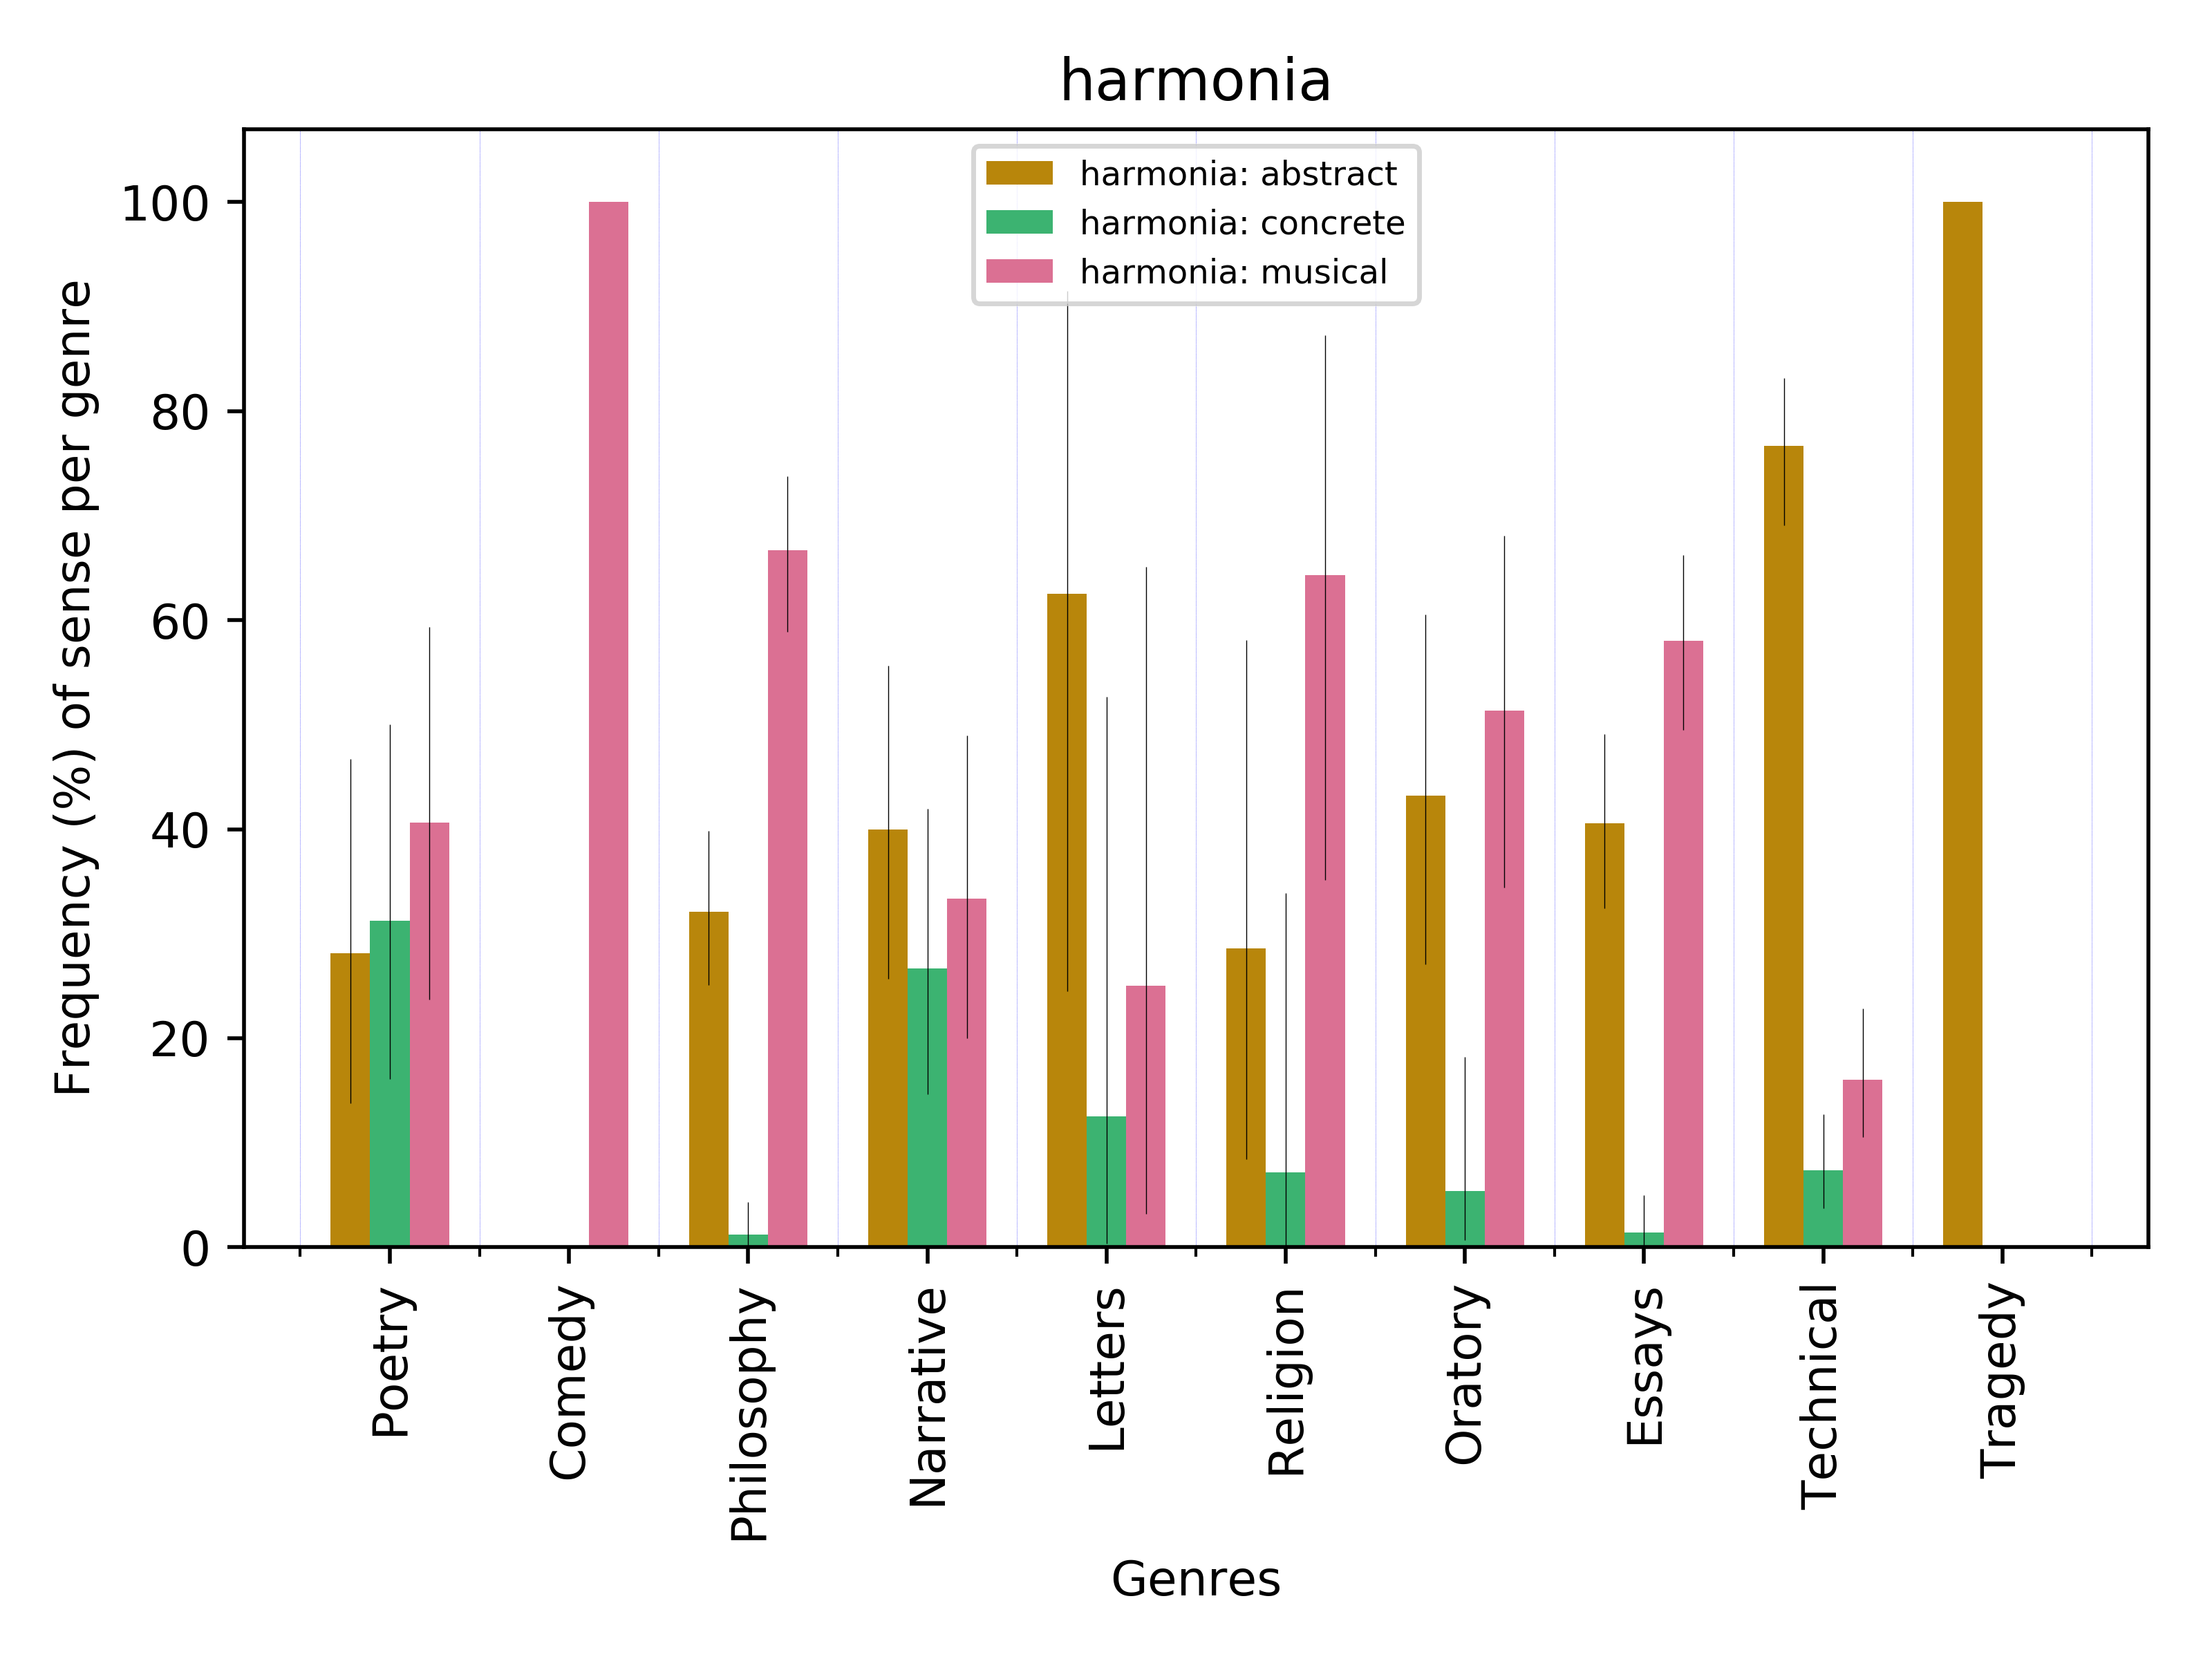 harmonia
harmonia: abstract
harmonia: concrete
harmonia: musical
Frequency (%) of sense per genre
100
80
60
40
20
0
Poetry
Comedy
Philosophy
Narrative
Letters
Religion
Oratory
Essays
Technical
Tragedy
Genres